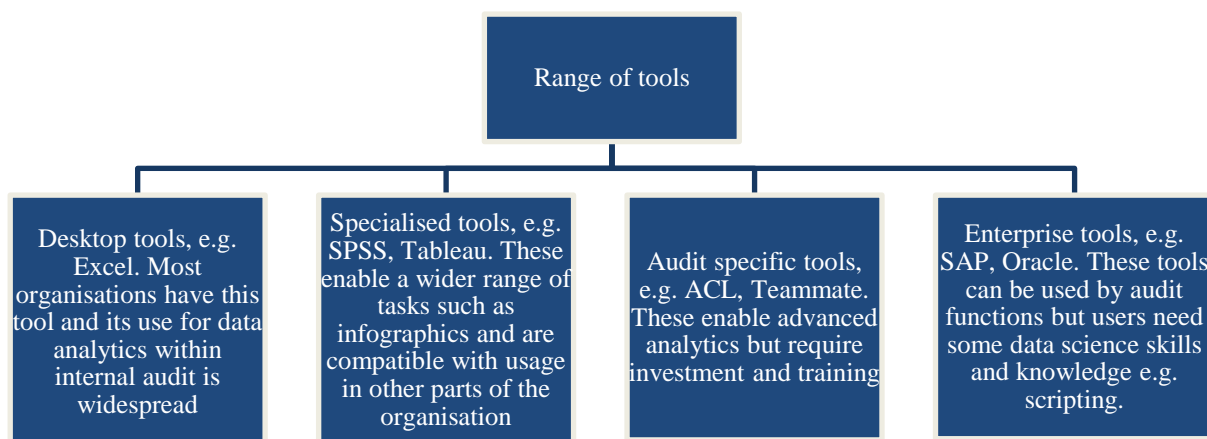 Range of tools
Desktop tools, e.g.
Excel. Most
organisations have this
tool and its use for data
analytics within
internal audit is
widespread
Specialised tools, e.g.
SPSS, Tableau. These
enable a wider range of
tasks such as
infographics and are
compatible with usage
in other parts of the
organisation
Audit specific tools,
e.g. ACL, Teammate.
These enable advanced
analytics but require
investment and training
Enterprise tools, e.g.
SAP, Oracle. These tools
can be used by audit
functions but users need
some data science skills
and knowledge e.g.
scripting.